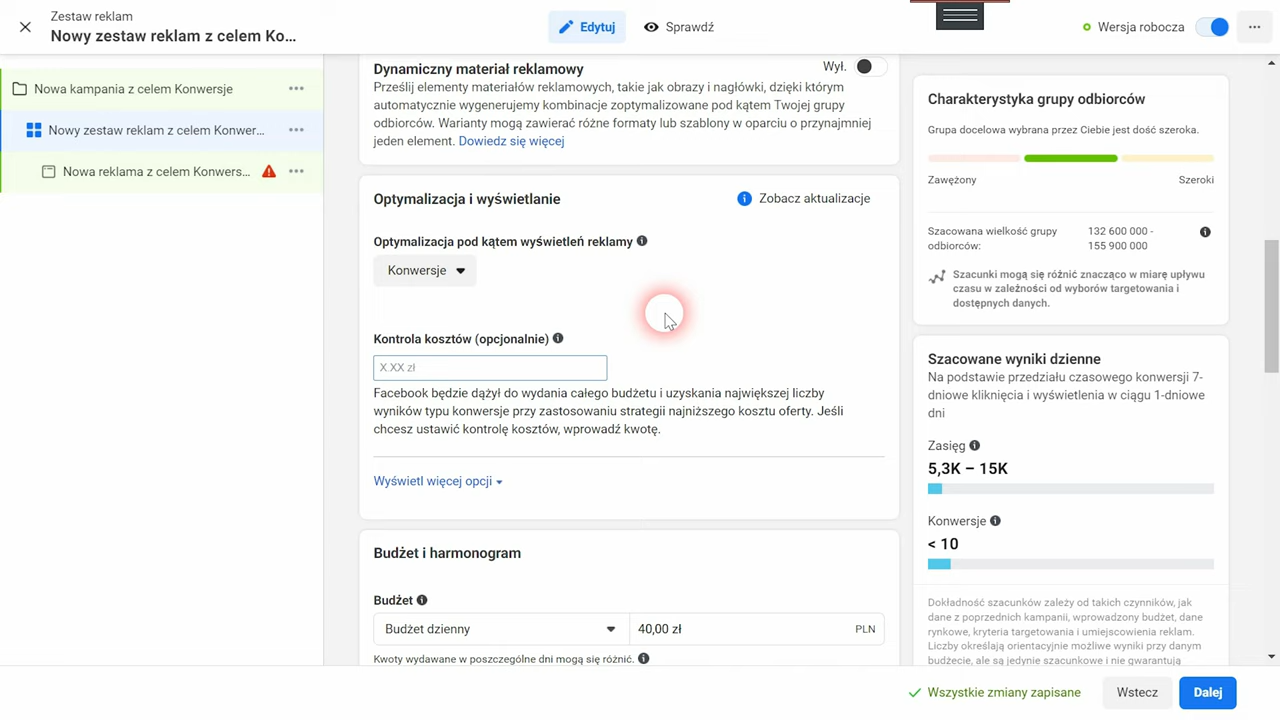 Zestaw reklam
Nowy zestaw reklam z celem Ko...
Edytuj
Sprawdź
Wersja robocza
Nowa kampania z celem Konwersje
Nowy zestaw reklam z celem Konwer...
Nowa reklama z celem Konwers...
Dynamiczny materiał reklamowy
Wył.
Prześlij elementy materiałów reklamowych, takie jak obrazy i nagłówki, dzięki którym
automatycznie wygenerujemy kombinacje zoptymalizowane pod kątem Twojej grupy
odbiorców. Warianty mogą zawierać różne formaty lub szablony w oparciu o przynajmniej
jeden element. Dowiedz się więcej
Optymalizacja i wyświetlanie
Zobacz aktualizacje
Optymalizacja pod kątem wyświetleń reklamy
Konwersje
Kontrola kosztów (opcjonalnie)
X.XX zł
Facebook będzie dążył do wydania całego budżetu i uzyskania największej liczby
wyników typu konwersje przy zastosowaniu strategii najniższego kosztu oferty. Jeśli
chcesz ustawić kontrolę kosztów, wprowadź kwotę.
Wyświetl więcej opcji
Budżet i harmonogram
Budżet
Budżet dzienny
40,00 zł
PLN
Kwoty wydawane w poszczególne dni mogą się różnić.
Charakterystyka grupy odbiorców
Grupa docelowa wybrana przez Ciebie jest dość szeroka.
Zawężony
Szeroki
Szacowana wielkość grupy
odbiorców:
132 600 000 -
155 900 000
Szacunki mogą się różnić znacząco w miarę upływu
czasu w zależności od wyborów targetowania i
dostępnych danych.
Szacowane wyniki dzienne
Na podstawie przedziału czasowego konwersji 7-
dniowe kliknięcia i wyświetlenia w ciągu 1-dniowe
dni
Zasięg
5,3K – 15K
Konwersje
< 10
Dokładność szacunków zależy od takich czynników, jak
dane z poprzednich kampanii, wprowadzony budżet, dane
rynkowe, kryteria targetowania i umiejscowienia reklam.
Liczby określają orientacyjnie możliwe wyniki przy danym
budżecie, ale są jedynie szacunkowe i nie gwarantują
Wszystkie zmiany zapisane
Wstecz
Dalej